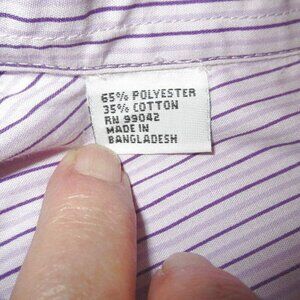 65% POLYESTER
35% COTTON
RN 99042
MADE IN
BANGLADESH